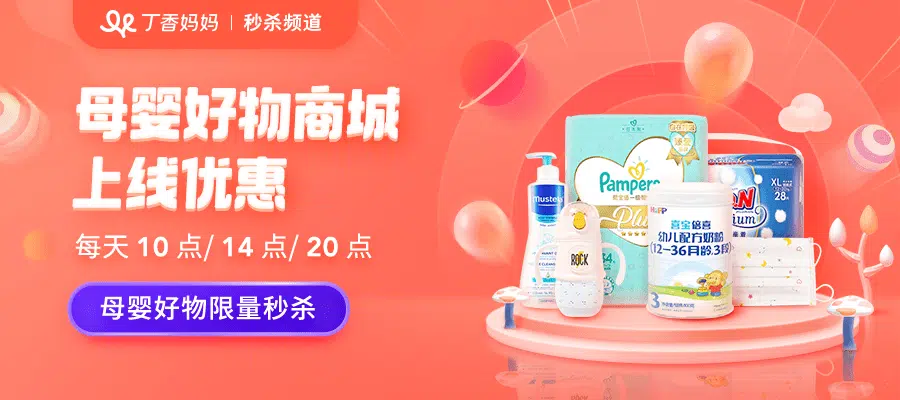 丁香妈妈 | 秒杀频道
母婴好物商城
上线优惠
每天 10 点/ 14 点/ 20 点
母婴好物限量秒杀
Pampers
Mustela
ROCK
HiPP
喜宝倍喜
幼儿配方奶粉
(12-36月龄,3段)
3
XL
28